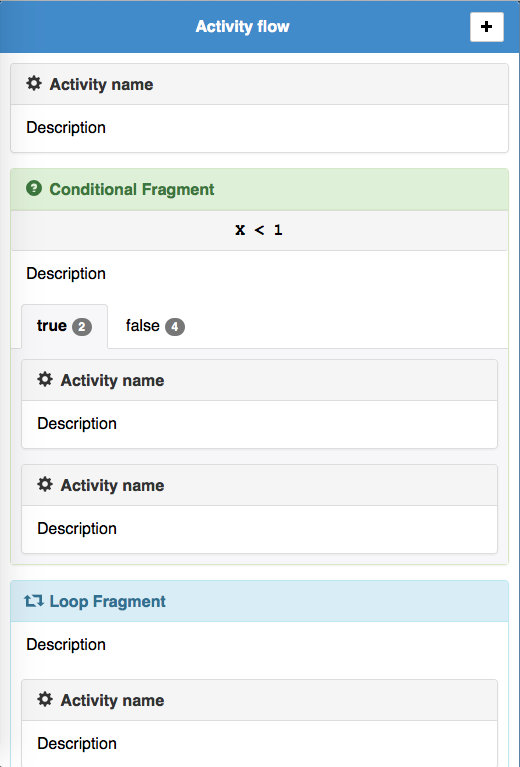 Activity flow
Activity name
Description
Conditional Fragment
X < 1
Description
true 2 false 4
Activity name
Description
Activity name
Description
Loop Fragment
Description
Activity name
Description